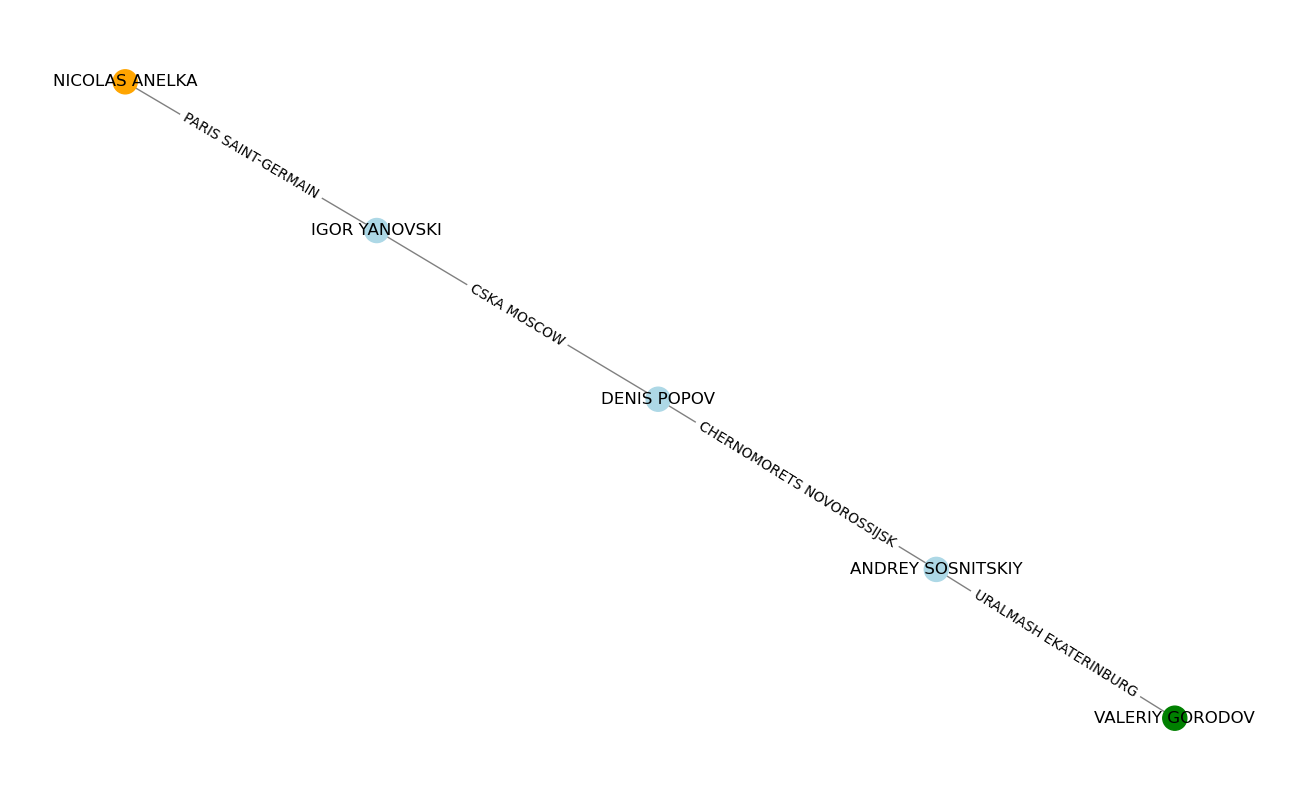 NICOLAS ANELKA
PARIS SAINT-GERMAIN
IGOR YANOVSKI
CSKA MOSCOW
DENIS POPOV
CHERNOMORETS NOVOROSSIJSK
ANDREY SOSNITSKIY
URALMASH EKATERINBURG
VALERIY GORODOV